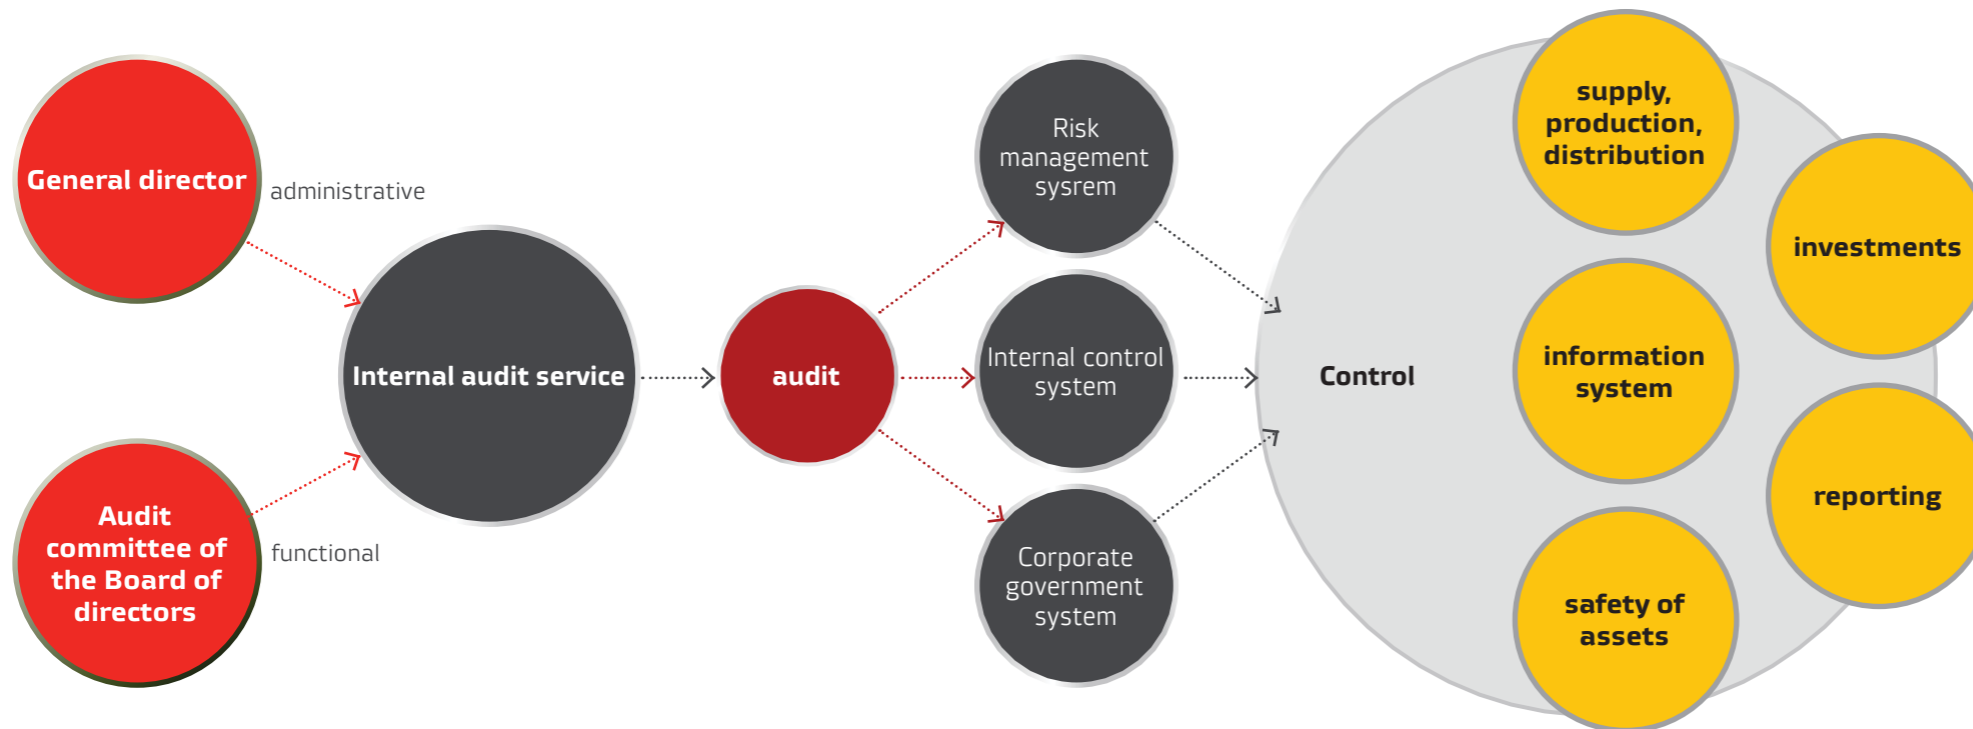 General director
administrative
Audit
committee of
the Board of
directors
functional
Internal audit service
audit
Risk
management
sysrem
Internal control
system
Corporate
government
system
Control
supply,
production,
distribution
investments
information
system
reporting
safety of
assets